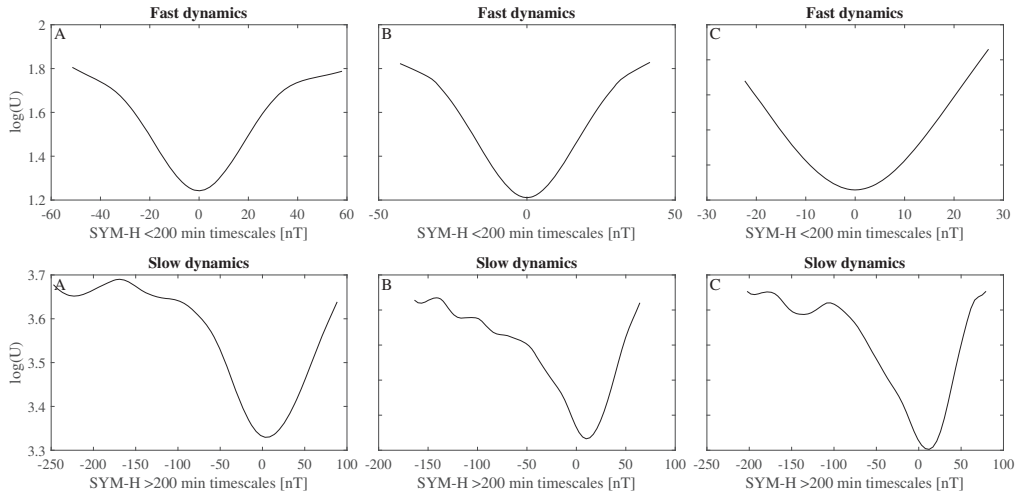 Fast dynamics
Fast dynamics
Fast dynamics
A
B
C
2
1.8
1.6
1.4
1.2
log(U)
-60 -40 -20 0 20 40 60
-50 0 50
-30 -20 -10 0 10 20 30
SYM-H <200 min timescales [nT]
SYM-H <200 min timescales [nT]
SYM-H <200 min timescales [nT]
Slow dynamics
Slow dynamics
Slow dynamics
A
B
C
3.7
3.6
3.5
3.4
3.3
log(U)
-250 -200 -150 -100 -50 0 50 100
-200 -150 -100 -50 0 50 100
-250 -200 -150 -100 -50 0 50 100
SYM-H >200 min timescales [nT]
SYM-H >200 min timescales [nT]
SYM-H >200 min timescales [nT]